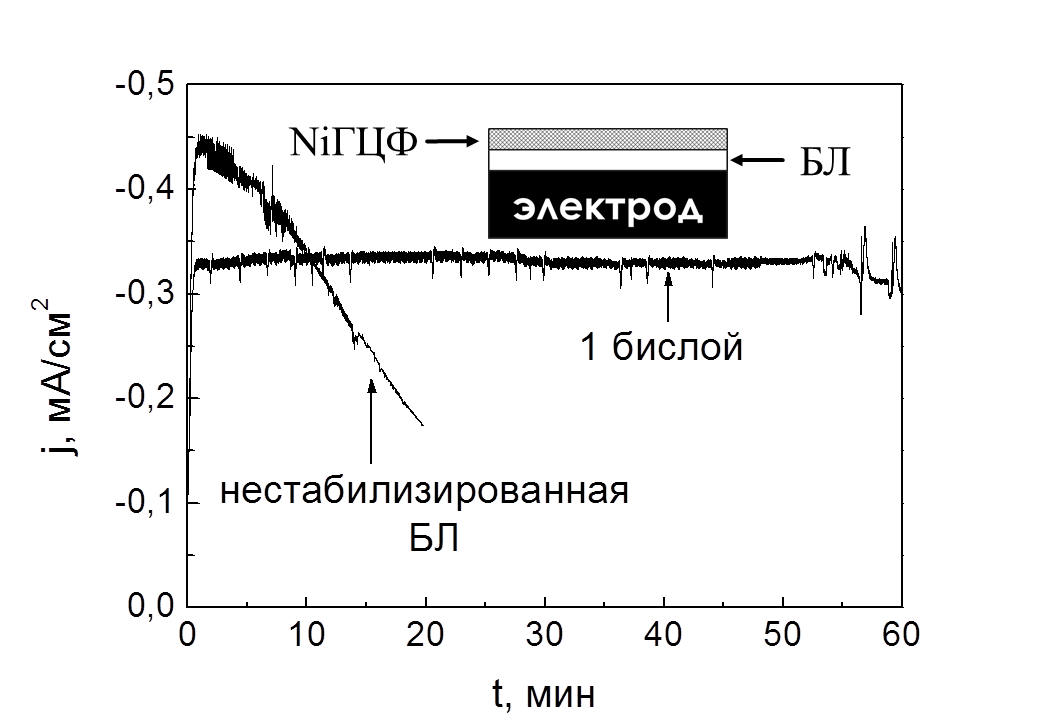 -0,5
-0,4
-0,3
-0,2
-0,1
0,0
j, мА/см²
NiГЦФ
БЛ
электрод
1 бислой
нестабилизированная
БЛ
0 10 20 30 40 50 60
t, мин